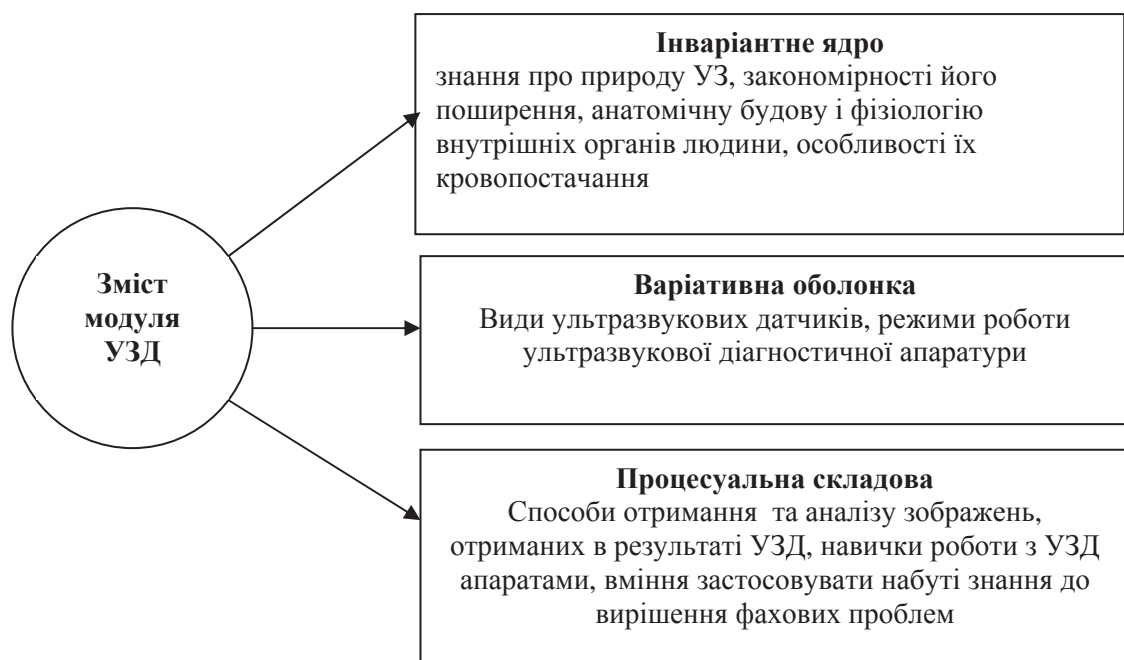 Інваріантне ядро
знання про природу УЗ, закономірності його
поширення, анатомічну будову і фізіологію
внутрішніх органів людини, особливості їх
кровопостачання
Зміст
модуля
УЗД
Варіативна оболонка
Види ультразвукових датчиків, режими роботи
ультразвукової діагностичної апаратури
Процесуальна складова
Способи отримання та аналізу зображень,
отриманих в результаті УЗД, навички роботи з УЗД
апаратами, вміння застосовувати набуті знання до
вирішення фахових проблем